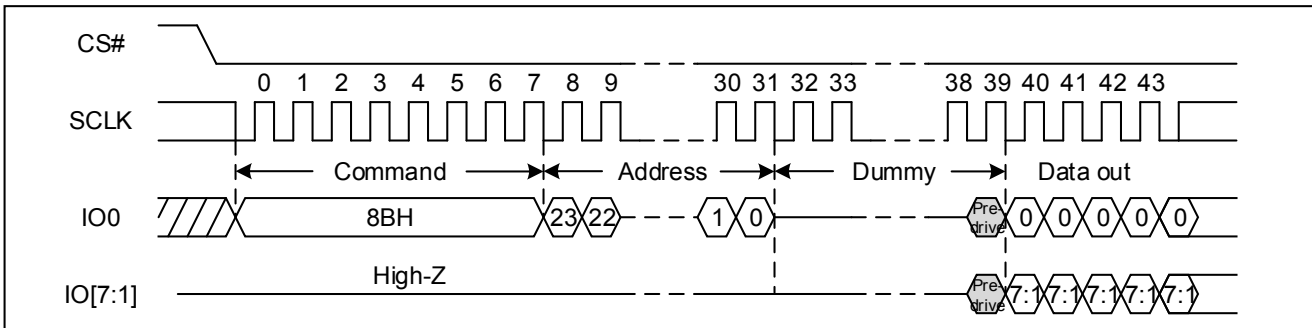 CS#
0 1 2 3 4 5 6 7 8 9 30 31 32 33 38 39 40 41 42 43
SCLK
Command Address Dummy Data out
IO0 8BH 23 22 1 0 Pre-drive 0 0 0 0 0
High-Z
IO[7:1] Pre-drive 7:1 7:1 7:1 7:1 7:1